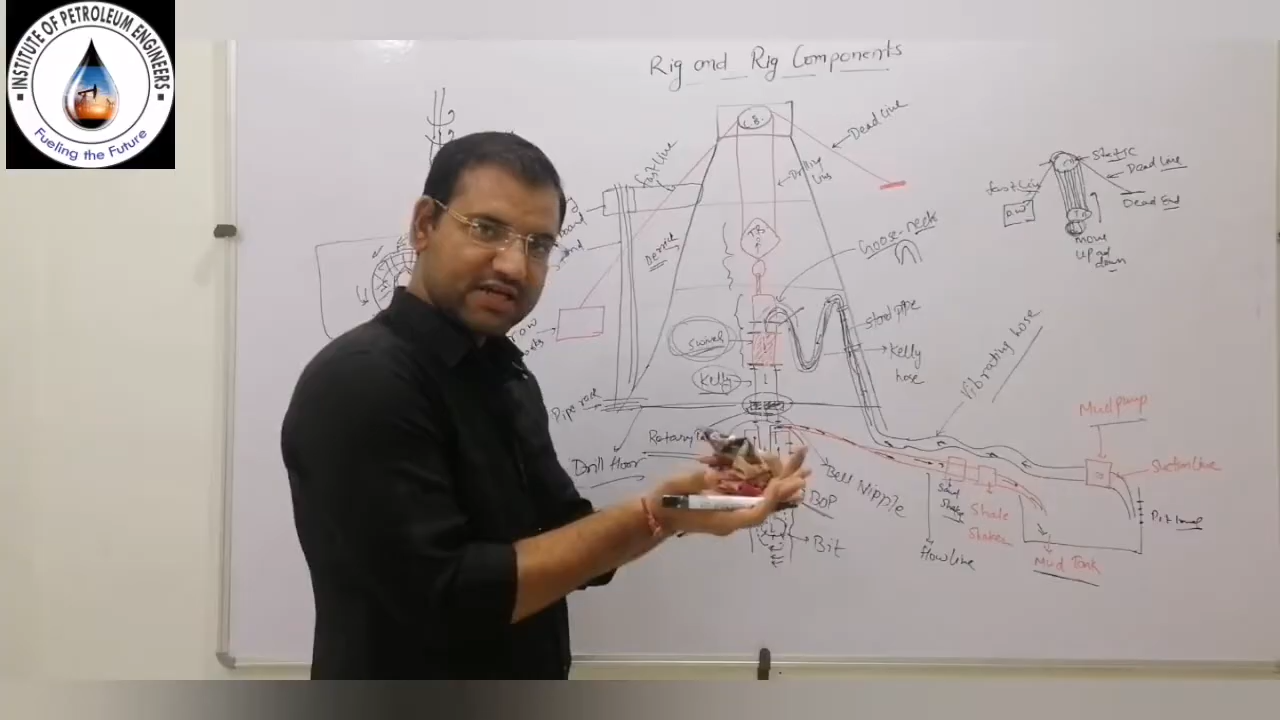 INSTITUTE OF PETROLEUM ENGINEERS
Fueling the Future
Rig and Rig Components
C.B.
Dead Line
fast line
Drilling Line
Derrick
T.B
Goose-neck
Stand pipe
Swivel
Kelly
hose
Kelly
Pipe rack
Drill floor
Rotary
Bell Nipple
BOP
Bit
Vibrating hose
Mud pump
Suction line
Shale
Shaker
flow line
Mud Tank
Static
Dead Line
Dead End
fast line
D.W
move
up and
down